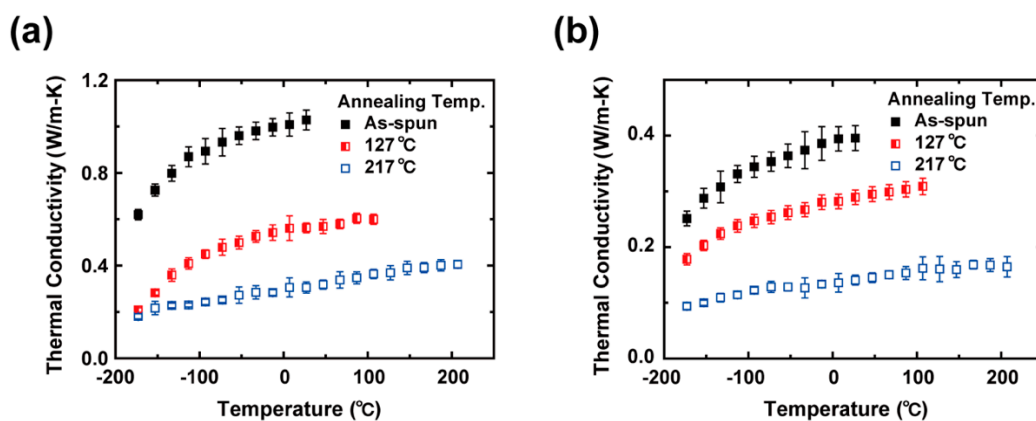 (a)
Thermal Conductivity (W/m-K)
1.2
0.8
0.4
0.0
-200
-100
0
100
200
Temperature (℃)
Annealing Temp.
As-spun
127℃
217℃
(b)
Thermal Conductivity (W/m-K)
0.4
0.2
0.0
-200
-100
0
100
200
Temperature (℃)
Annealing Temp.
As-spun
127℃
217℃